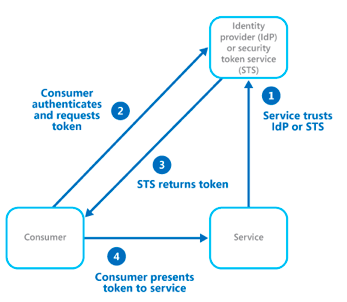 Identity
provider (IdP)
or security
token service
(STS)
Consumer
authenticates
and requests
token
2
1
Service trusts
IdP or STS
3
STS returns token
Consumer
Service
4
Consumer presents
token to service